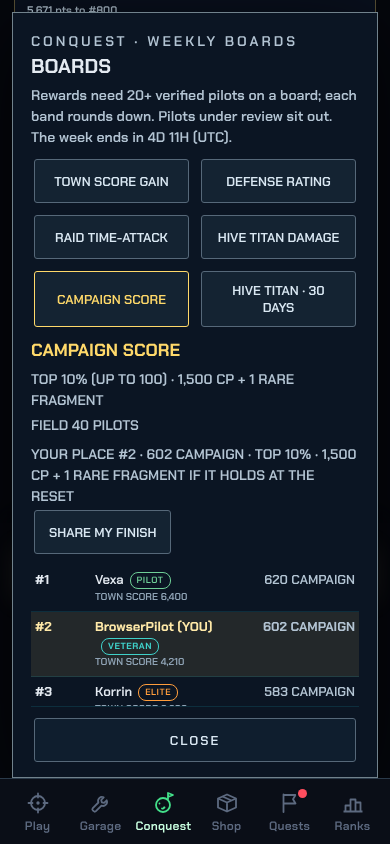 5,671 pts to #800
CONQUEST · WEEKLY BOARDS
BOARDS
Rewards need 20+ verified pilots on a board; each
band rounds down. Pilots under review sit out.
The week ends in 4D 11H (UTC).
TOWN SCORE GAIN
DEFENSE RATING
RAID TIME-ATTACK
HIVE TITAN DAMAGE
CAMPAIGN SCORE
HIVE TITAN · 30
DAYS
CAMPAIGN SCORE
TOP 10% (UP TO 100) · 1,500 CP + 1 RARE
FRAGMENT
FIELD 40 PILOTS
YOUR PLACE #2 · 602 CAMPAIGN · TOP 10% · 1,500
CP + 1 RARE FRAGMENT IF IT HOLDS AT THE
RESET
SHARE MY FINISH
#1 Vexa PILOT 620 CAMPAIGN
TOWN SCORE 6,400
#2 BrowserPilot (YOU) 602 CAMPAIGN
VETERAN
TOWN SCORE 4,210
#3 Korrin ELITE 583 CAMPAIGN
CLOSE
Play Garage Conquest Shop Quests Ranks